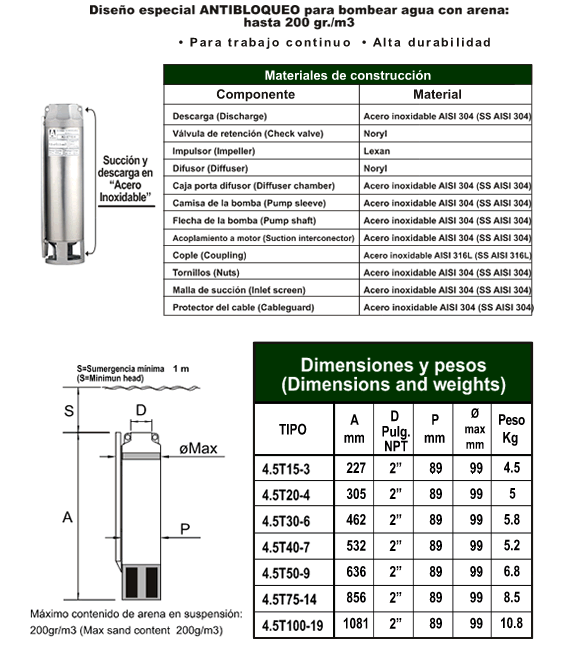 Diseño especial ANTIBLOQUEO para bombear agua con arena:
hasta 200 gr./m3
• Para trabajo continuo • Alta durabilidad
Materiales de construcción
Componente Material
Descarga (Discharge) Acero inoxidable AISI 304 (SS AISI 304)
Válvula de retención (Check valve) Noryl
Impulsor (Impeller) Lexan
Difusor (Diffuser) Noryl
Caja porta difusor (Diffuser chamber) Acero inoxidable AISI 304 (SS AISI 304)
Camisa de la bomba (Pump sleeve) Acero inoxidable AISI 304 (SS AISI 304)
Flecha de la bomba (Pump shaft) Acero inoxidable AISI 304 (SS AISI 304)
Acoplamiento a motor (Suction interconector) Acero inoxidable AISI 304 (SS AISI 304)
Cople (Coupling) Acero inoxidable AISI 316L (SS AISI 316L)
Tornillos (Nuts) Acero inoxidable AISI 304 (SS AISI 304)
Malla de succión (Inlet screen) Acero inoxidable AISI 304 (SS AISI 304)
Protector del cable (Cableguard) Acero inoxidable AISI 304 (SS AISI 304)
Succión y
descarga en
“Acero
Inoxidable”
S=Sumergencia mínima 1 m
(S=Minimun head)
S
D
øMax
A
P
Máximo contenido de arena en suspensión:
200gr/m3 (Max sand content 200g/m3)
Dimensiones y pesos
(Dimensions and weights)
TIPO A mm D Pulg. NPT P mm Ø max mm Peso Kg
4.5T15-3 227 2” 89 99 4.5
4.5T20-4 305 2” 89 99 5
4.5T30-6 462 2” 89 99 5.8
4.5T40-7 532 2” 89 99 5.2
4.5T50-9 636 2” 89 99 6.8
4.5T75-14 856 2” 89 99 8.5
4.5T100-19 1081 2” 89 99 10.8